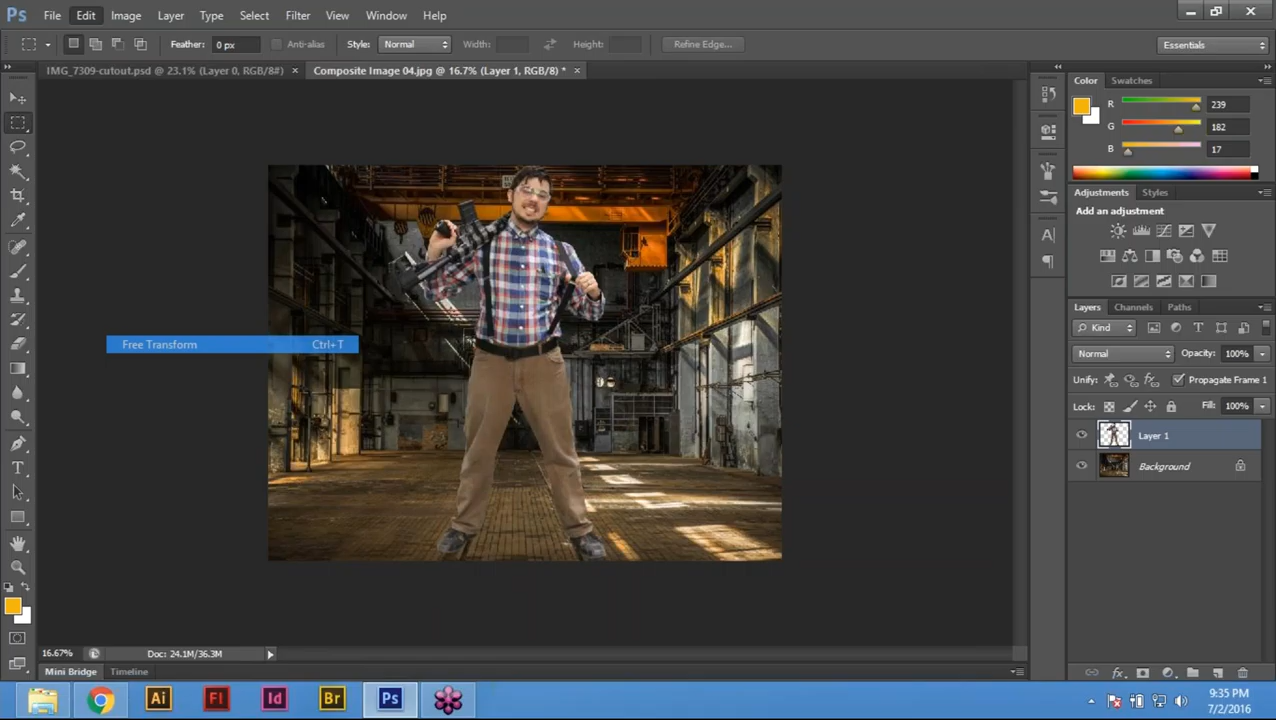 Ps File Edit Image Layer Type Select Filter View Window Help
Feather: 0 px Anti-alias Style: Normal Width: Height: Refine Edge... Essentials
IMG_7309-cutout.psd @ 23.1% (Layer 0, RGB/8#) × Composite Image 04.jpg @ 16.7% (Layer 1, RGB/8) * ×
Color Swatches
R 239
G 182
B 17
Adjustments Styles
Add an adjustment
Layers Channels Paths
Kind
Normal Opacity: 100%
Unify: Propagate Frame 1
Lock: Fill: 100%
Layer 1
Background
Free Transform Ctrl+T
16.67% Doc: 24.1M/36.3M
Mini Bridge Timeline
Ai Fl Id Br Ps
9:35 PM
7/2/2016